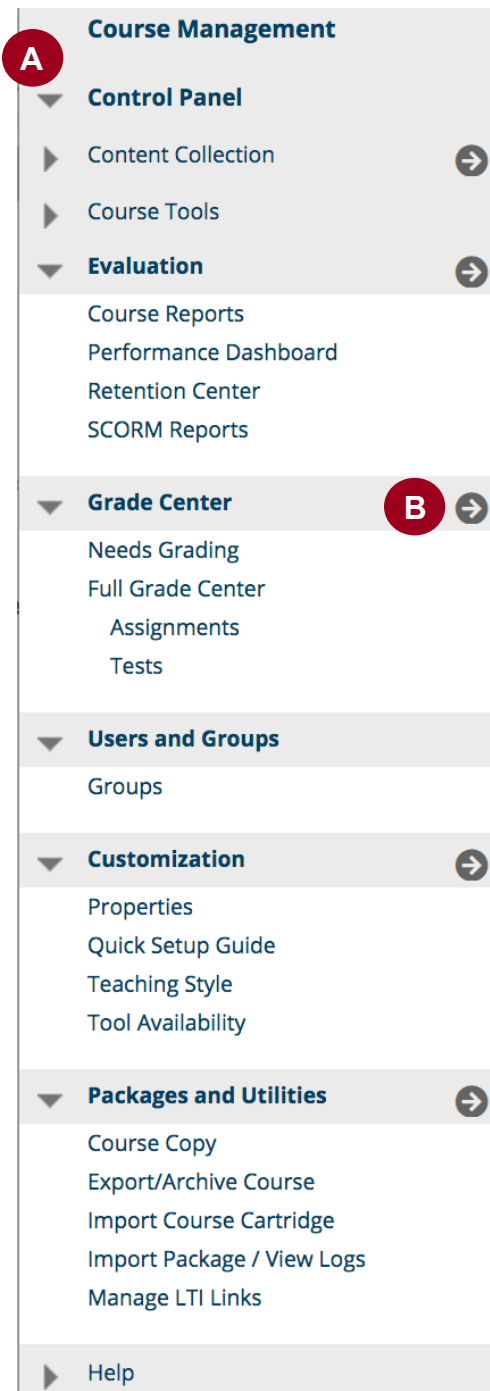 Course Management
A
Control Panel
Content Collection
Course Tools
Evaluation
Course Reports
Performance Dashboard
Retention Center
SCORM Reports
Grade Center B
Needs Grading
Full Grade Center
Assignments
Tests
Users and Groups
Groups
Customization
Properties
Quick Setup Guide
Teaching Style
Tool Availability
Packages and Utilities
Course Copy
Export/Archive Course
Import Course Cartridge
Import Package / View Logs
Manage LTI Links
Help